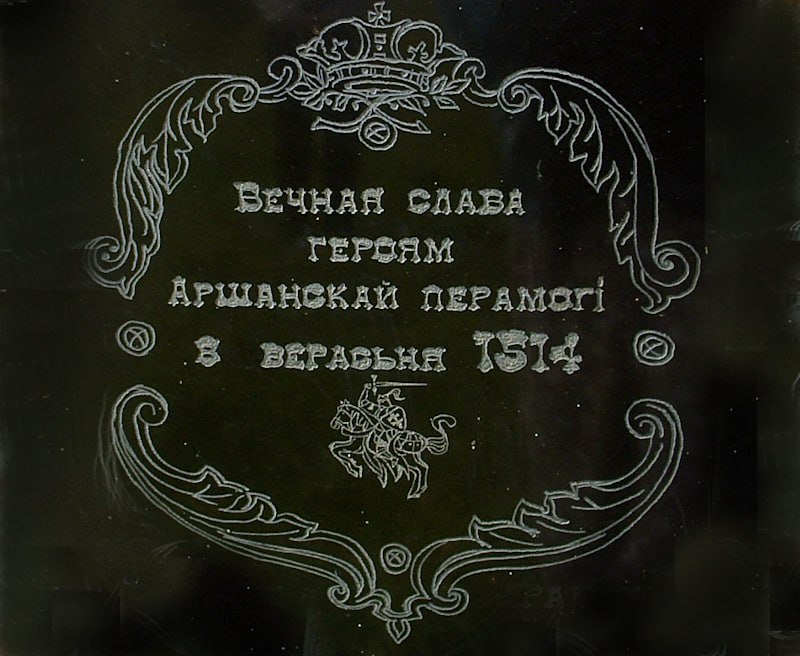 Вечная слава
героям
Аршанскай перамогі
8 верасьня 1514